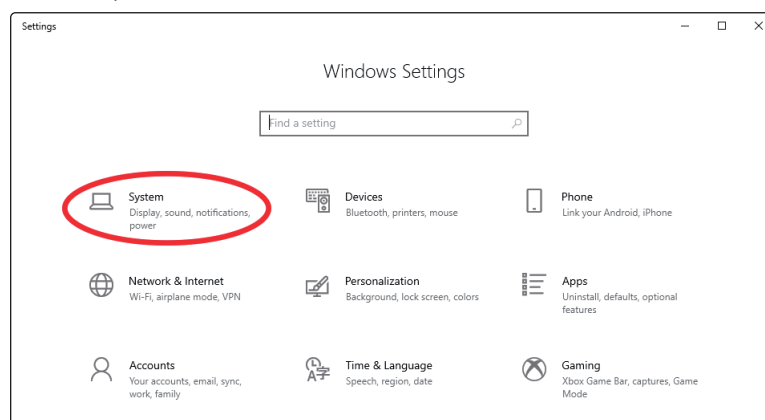 Settings
Windows Settings
Find a setting
System
Display, sound, notifications,
power
Devices
Bluetooth, printers, mouse
Phone
Link your Android, iPhone
Network & Internet
Wi-Fi, airplane mode, VPN
Personalization
Background, lock screen, colors
Apps
Uninstall, defaults, optional
features
Accounts
Your accounts, email, sync,
work, family
Time & Language
Speech, region, date
Gaming
Xbox Game Bar, captures, Game
Mode